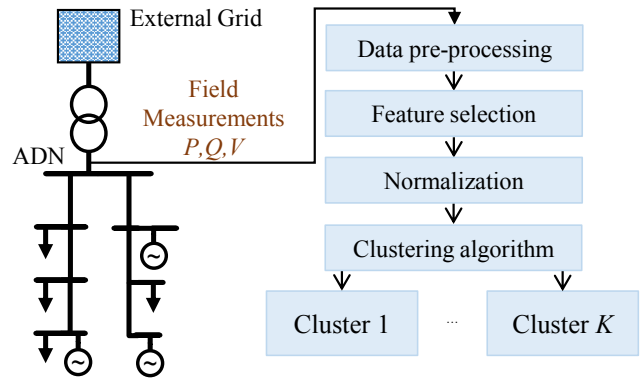 External Grid
Field
Measurements
P,Q,V
ADN
~
~
~
Data pre-processing
Feature selection
Normalization
Clustering algorithm
Cluster 1
...
Cluster K